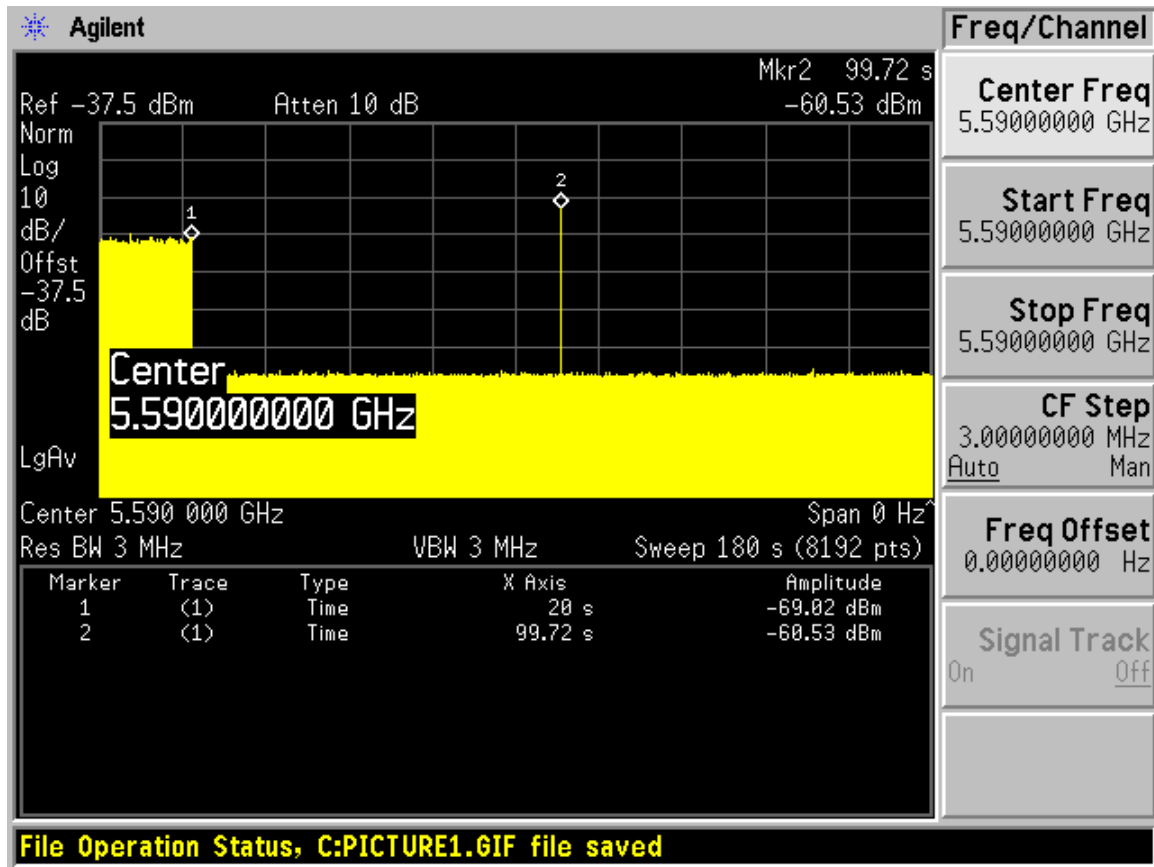 Agilent
Freq/Channel
Mkr2 99.72 s
Ref -37.5 dBm Atten 10 dB -60.53 dBm
Norm
Log
10
dB/
Offst
-37.5
dB
LgAv
1
2
Center
5.590000000 GHz
Center 5.590 000 GHz Span 0 Hz^
Res BW 3 MHz VBW 3 MHz Sweep 180 s (8192 pts)
Marker Trace Type X Axis Amplitude
1 (1) Time 20 s -69.02 dBm
2 (1) Time 99.72 s -60.53 dBm
Center Freq
5.59000000 GHz
Start Freq
5.59000000 GHz
Stop Freq
5.59000000 GHz
CF Step
3.00000000 MHz
Auto Man
Freq Offset
0.00000000 Hz
Signal Track
On Off
File Operation Status, C:PICTURE1.GIF file saved